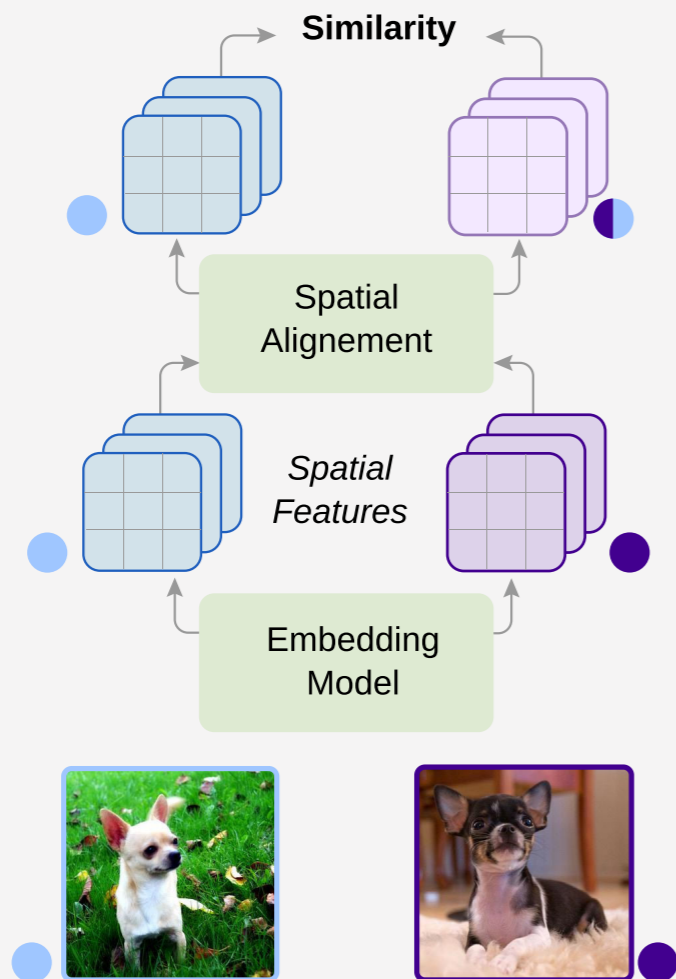 Similarity
Spatial
Alignement
Spatial
Features
Embedding
Model